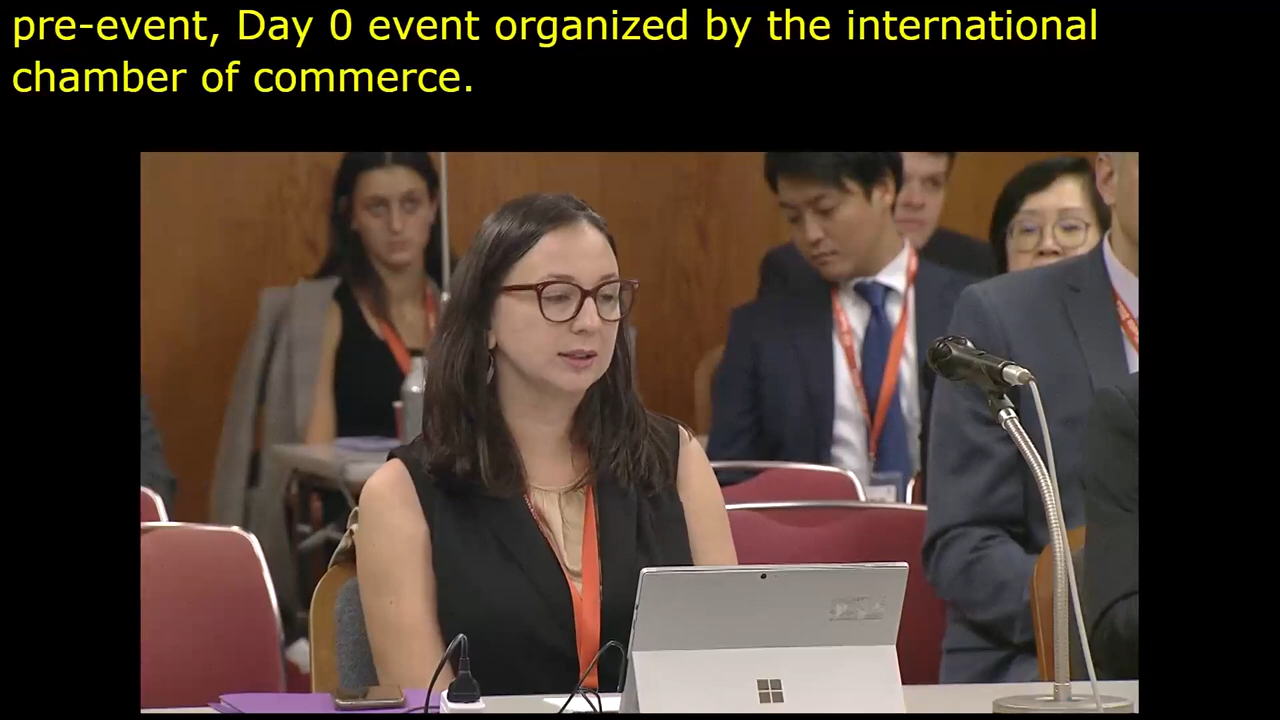 pre-event, Day 0 event organized by the international
chamber of commerce.